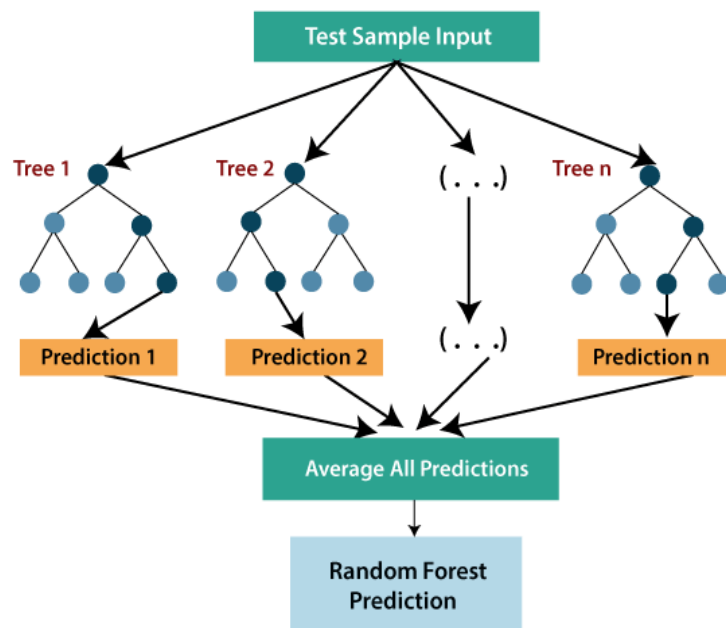 Test Sample Input
Tree 1
Tree 2
(. . .)
Tree n
(. . .)
Prediction 1
Prediction 2
Prediction n
Average All Predictions
Random Forest
Prediction